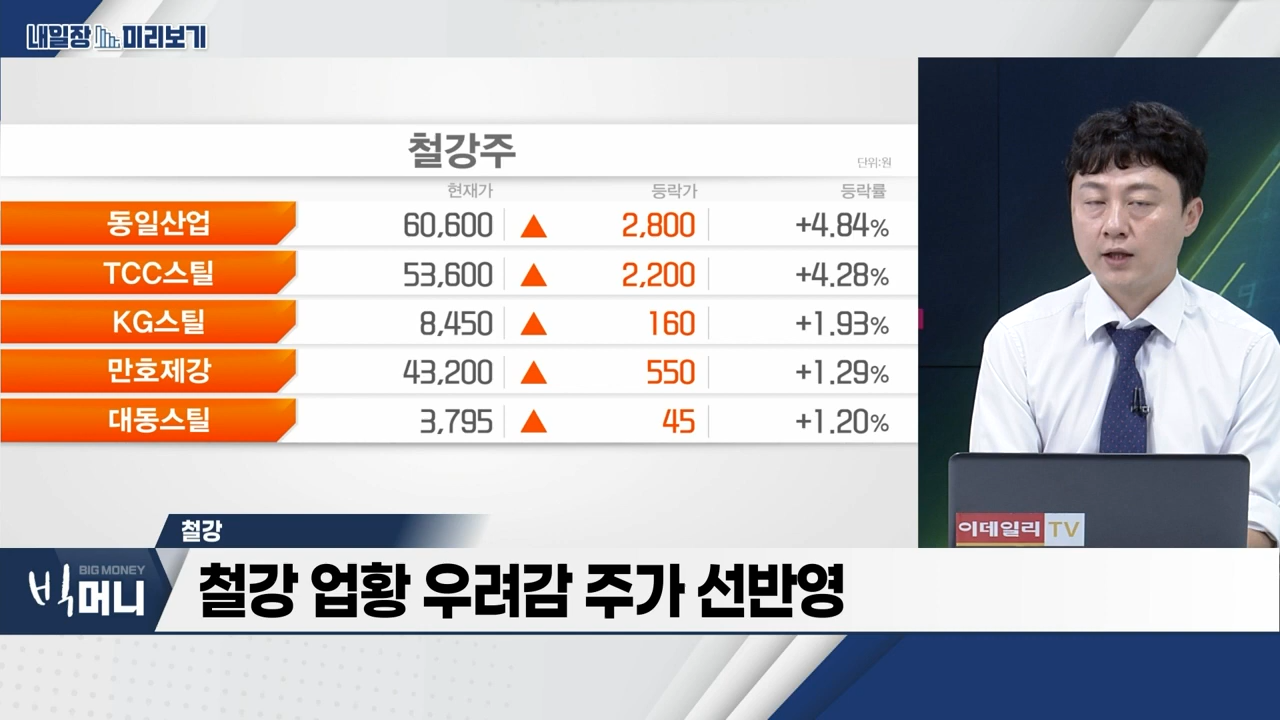 내일장 미리보기
철강주
단위:원
현재가 등락가 등락률
동일산업 60,600 ▲ 2,800 +4.84%
TCC스틸 53,600 ▲ 2,200 +4.28%
KG스틸 8,450 ▲ 160 +1.93%
만호제강 43,200 ▲ 550 +1.29%
대동스틸 3,795 ▲ 45 +1.20%
이데일리 TV
철강
BIG MONEY
빅머니
철강 업황 우려감 주가 선반영